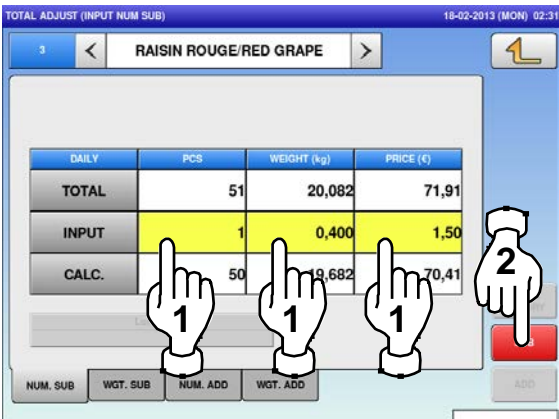 TOTAL ADJUST (INPUT NUM SUB) 18-02-2013 (MON) 02:31
3 < RAISIN ROUGE/RED GRAPE >
DAILY PCS WEIGHT (kg) PRICE (€)
TOTAL 51 20,082 71,91
INPUT 1 0,400 1,50
CALC. 50 19,682 70,41
1 1 1 2
NUM. SUB WGT. SUB NUM. ADD WGT. ADD
ADD